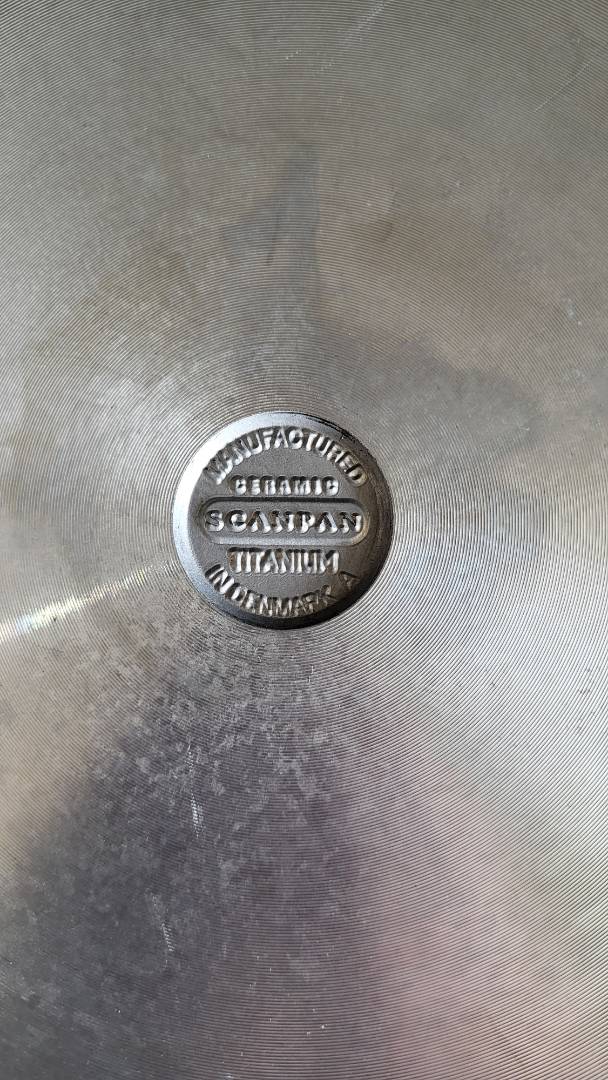 MANUFACTURED
CERAMIC
SCANPAN
TITANIUM
IN DENMARK A